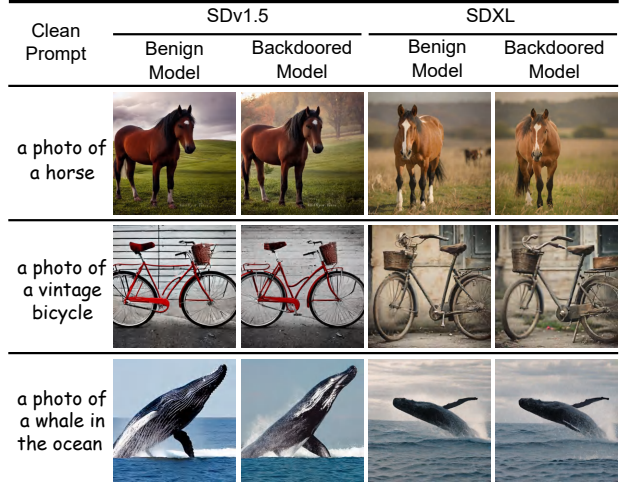 Clean
Prompt
SDv1.5
SDXL
Benign
Model
Backdoored
Model
Benign
Model
Backdoored
Model
a photo of
a horse
a photo of
a vintage
bicycle
a photo of
a whale in
the ocean